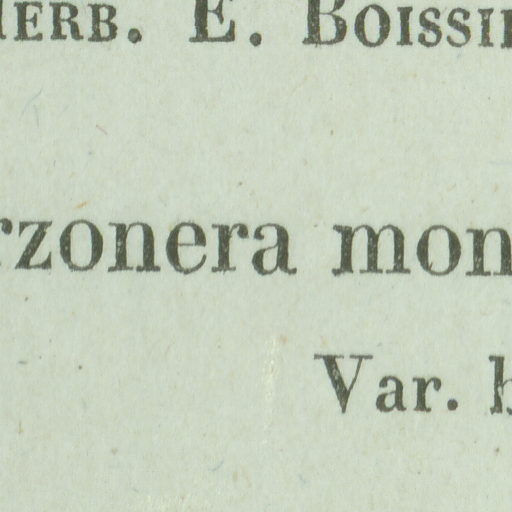 HERB. E. BOISSI
rzonera mon
Var. b